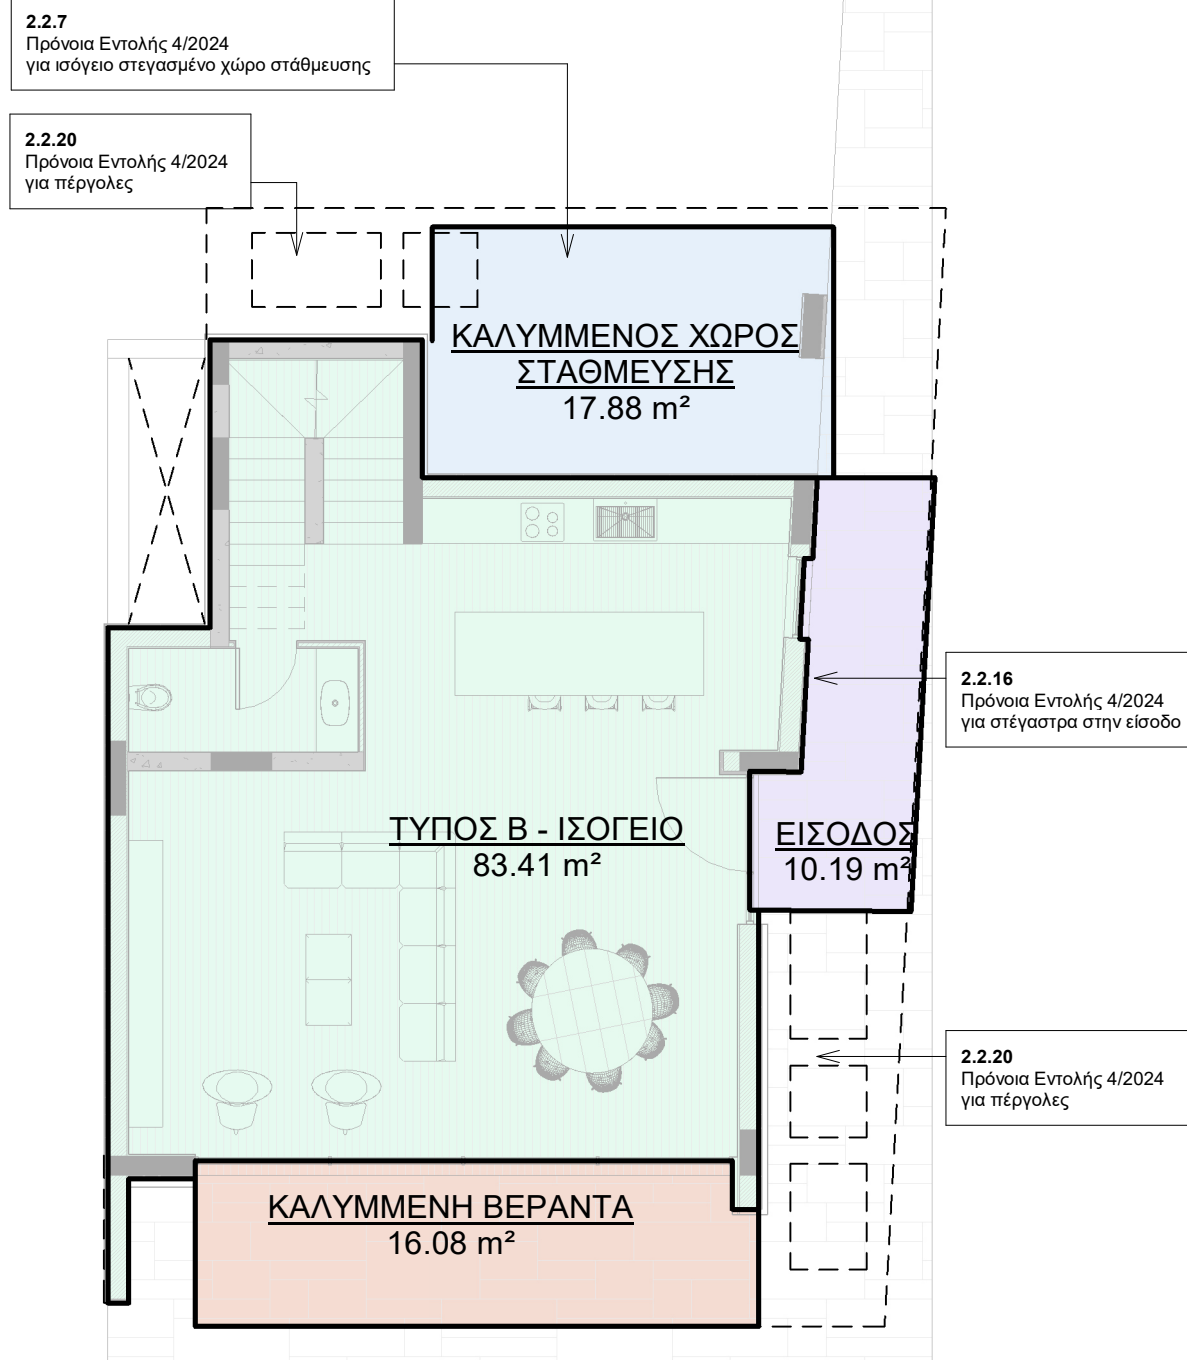 2.2.7
Πρόνοια Εντολής 4/2024
για ισόγειο στεγασμένο χώρο στάθμευσης
2.2.20
Πρόνοια Εντολής 4/2024
για πέργολες
ΚΑΛΥΜΜΕΝΟΣ ΧΩΡΟΣ
ΣΤΑΘΜΕΥΣΗΣ
17.88 m²
2.2.16
Πρόνοια Εντολής 4/2024
για στέγαστρα στην είσοδο
ΤΥΠΟΣ Β - ΙΣΟΓΕΙΟ
83.41 m²
ΕΙΣΟΔΟΣ
10.19 m²
2.2.20
Πρόνοια Εντολής 4/2024
για πέργολες
ΚΑΛΥΜΜΕΝΗ ΒΕΡΑΝΤΑ
16.08 m²